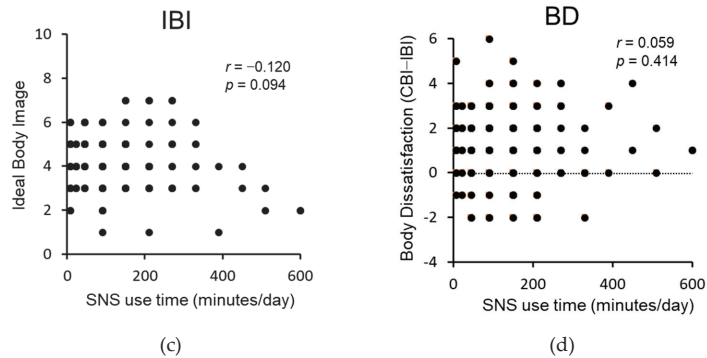 IBI
10
8
6
4
2
0
Ideal Body Image
r = −0.120
p = 0.094
0 200 400 600
SNS use time (minutes/day)
(c)
BD
6
4
2
0
-2
-4
Body Dissatisfaction (CBI−IBI)
r = 0.059
p = 0.414
0 200 400 600
SNS use time (minutes/day)
(d)